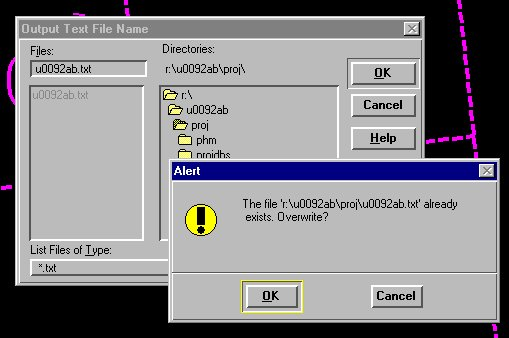 Output Text File Name
Files:
u0092ab.txt
u0092ab.txt
Directories:
r:\u0092ab\proj\
r:\
u0092ab
proj
phm
projdbs
OK
Cancel
Help
List Files of Type:
*.txt
Alert
The file 'r:\u0092ab\proj\u0092ab.txt' already
exists. Overwrite?
OK
Cancel